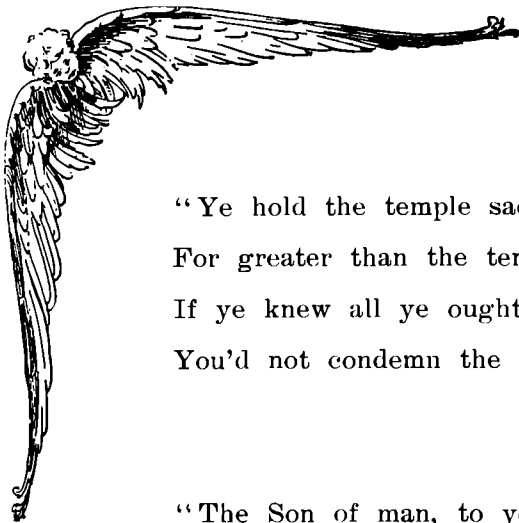 "Ye hold the temple
For greater than the
If ye knew all ye ought
You'd not condemn the
"The Son of man, to